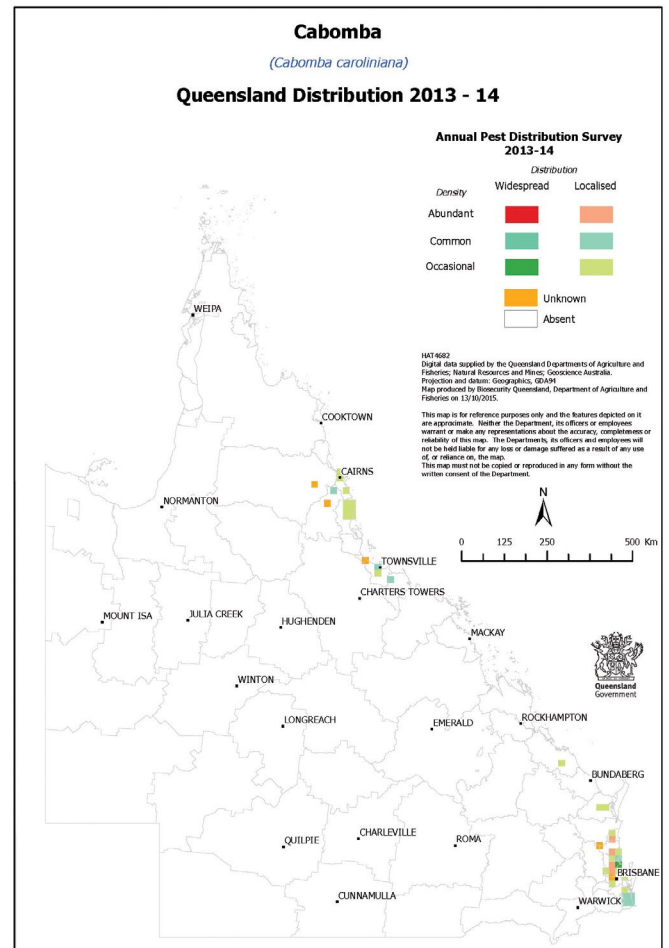 Cabomba
(Cabomba caroliniana)
Queensland Distribution 2013 - 14
Annual Pest Distribution Survey
2013-14
Distribution
Density Widespread Localised
Abundant
Common
Occasional
Unknown
Absent
HAT4682
Digital data supplied by the Queensland Departments of Agriculture and
Fisheries; Natural Resources and Mines; Geoscience Australia.
Projection and datum: Geographics, GDA94
Map produced by Biosecurity Queensland, Department of Agriculture and
Fisheries on 13/10/2015.
This map is for reference purposes only and the features depicted on it
are approximate. Neither the Department, its officers or employees
warrant or make any representations about the accuracy, completeness or
reliability of this map. The Departments, its officers and employees will
not be held liable for any loss or damage suffered as a result of any use
of, or reliance on, the map.
This map must not be copied or reproduced in any form without the
written consent of the Department.
N
0 125 250 500 Km
Queensland
Government
WEIPA
COOKTOWN
CAIRNS
NORMANTON
TOWNSVILLE
CHARTERS TOWERS
MOUNT ISA
JULIA CREEK
HUGHENDEN
MACKAY
WINTON
LONGREACH
EMERALD
ROCKHAMPTON
BUNDABERG
QUILPIE
CHARLEVILLE
ROMA
BRISBANE
CUNNAMULLA
WARWICK